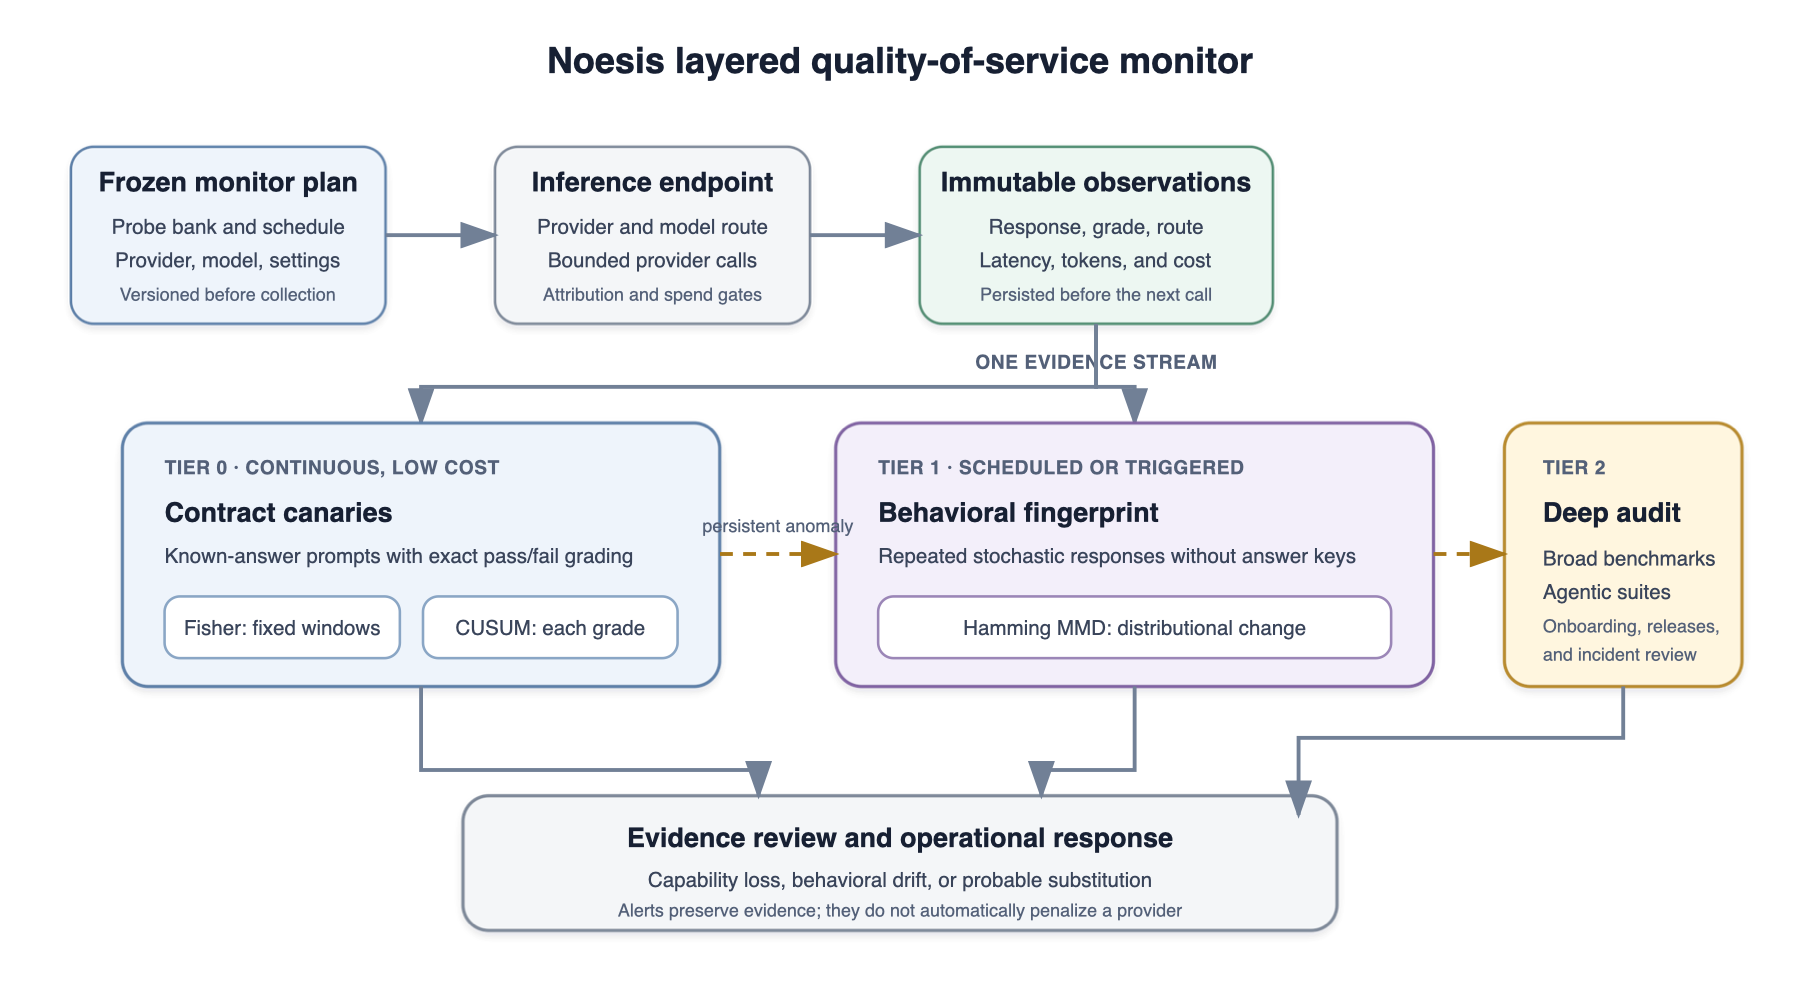 Noesis layered quality-of-service monitor
Frozen monitor plan
Probe bank and schedule
Provider, model, settings
Versioned before collection
Inference endpoint
Provider and model route
Bounded provider calls
Attribution and spend gates
Immutable observations
Response, grade, route
Latency, tokens, and cost
Persisted before the next call
ONE EVIDENCE STREAM
TIER 0 · CONTINUOUS, LOW COST
Contract canaries
Known-answer prompts with exact pass/fail grading
Fisher: fixed windows
CUSUM: each grade
persistent anomaly
TIER 1 · SCHEDULED OR TRIGGERED
Behavioral fingerprint
Repeated stochastic responses without answer keys
Hamming MMD: distributional change
TIER 2
Deep audit
Broad benchmarks
Agentic suites
Onboarding, releases,
and incident review
Evidence review and operational response
Capability loss, behavioral drift, or probable substitution
Alerts preserve evidence; they do not automatically penalize a provider